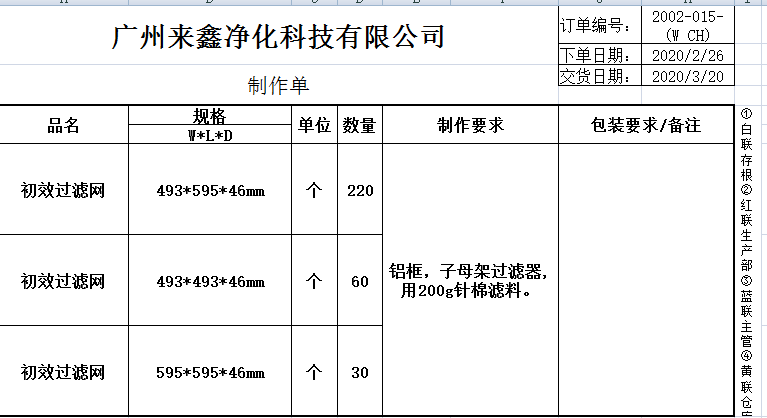 广州来鑫净化科技有限公司
订单编号： 2002-015-(W CH)
下单日期： 2020/2/26
制作单
交货日期： 2020/3/20
品名 规格 单位 数量 制作要求 包装要求/备注
W*L*D
初效过滤网 493*595*46mm 个 220
初效过滤网 493*493*46mm 个 60
铝框，子母架过滤器,
用200g针棉滤料。
初效过滤网 595*595*46mm 个 30
①白联存根②红联生产部③蓝联主管④黄联仓